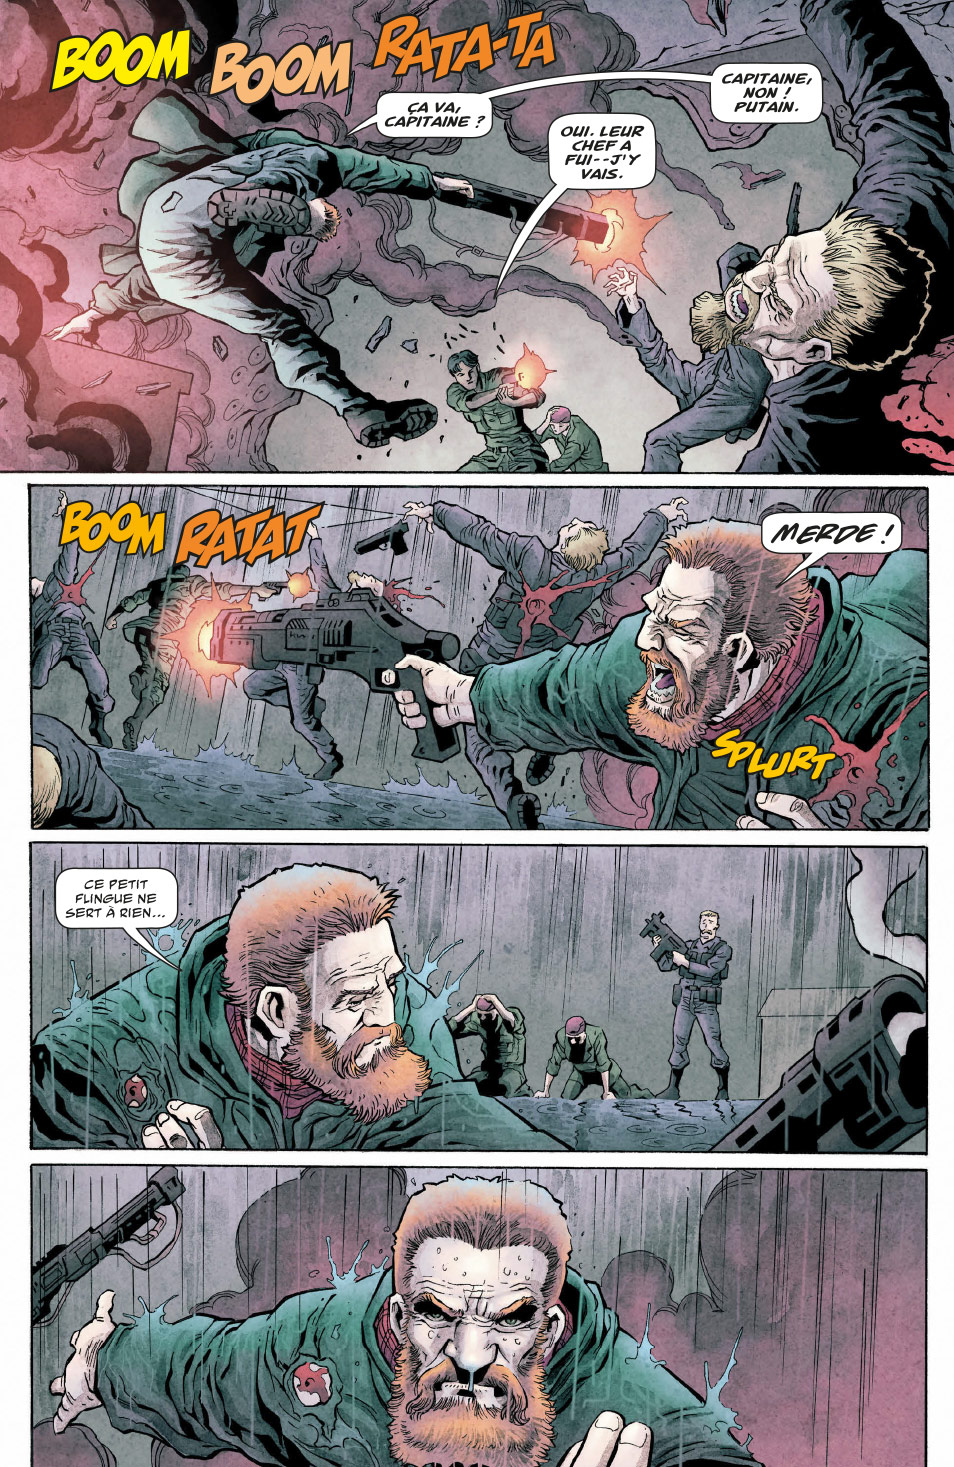 BOOM
BOOM
RATA-TA
ÇA VA,
CAPITAINE ?
CAPITAINE,
NON !
PUTAIN.
OUI. LEUR
CHEF A
FUI--J'Y
VAIS.
BOOM
RATAT
MERDE !
SPLURT
CE PETIT
FLINGUE NE
SERT À RIEN...